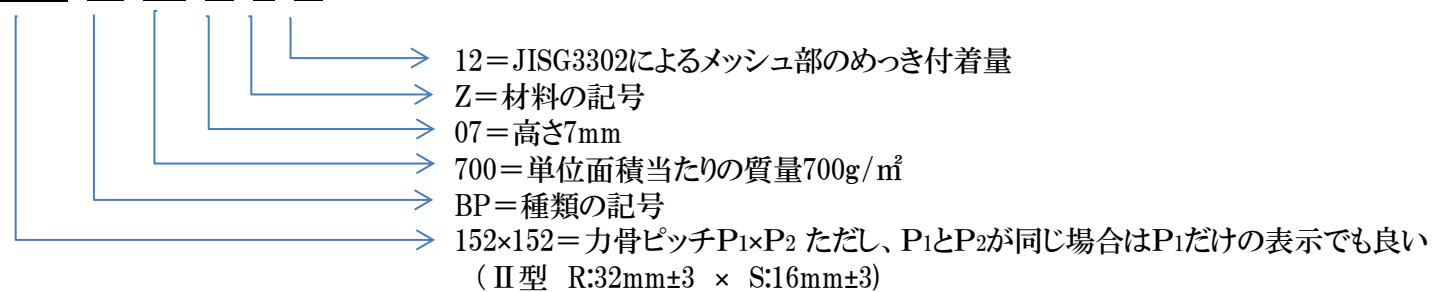 12＝JISG3302によるメッシュ部のめっき付着量
Z＝材料の記号
07＝高さ7mm
700＝単位面積当たりの質量700g/㎡
BP＝種類の記号
152×152＝力骨ピッチP1×P2 ただし、P1とP2が同じ場合はP1だけの表示でも良い
（Ⅱ型 R:32mm±3 × S:16mm±3)